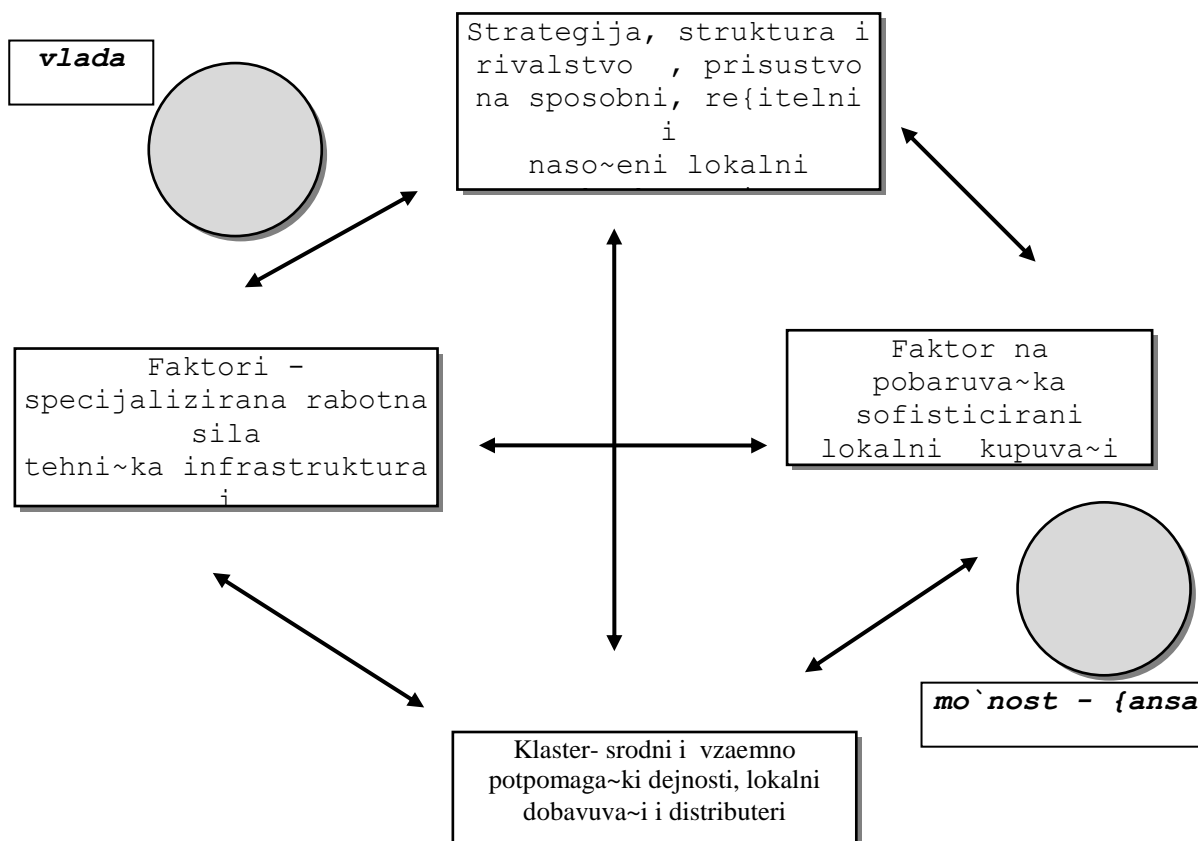 vlada
Strategija, struktura i
rivalstvo , prisustvo
na sposobni, re{itelni
i
naso~eni lokalni
Faktori -
specijalizirana rabotna
sila
tehni~ka infrastruktura
i
Faktor na
pobaruva~ka
sofisticirani
lokalni kupuva~i
mo`nost - {ansa
Klaster- srodni i vzaemno
potpomaga~ki dejnosti, lokalni
dobavuva~i i distributeri